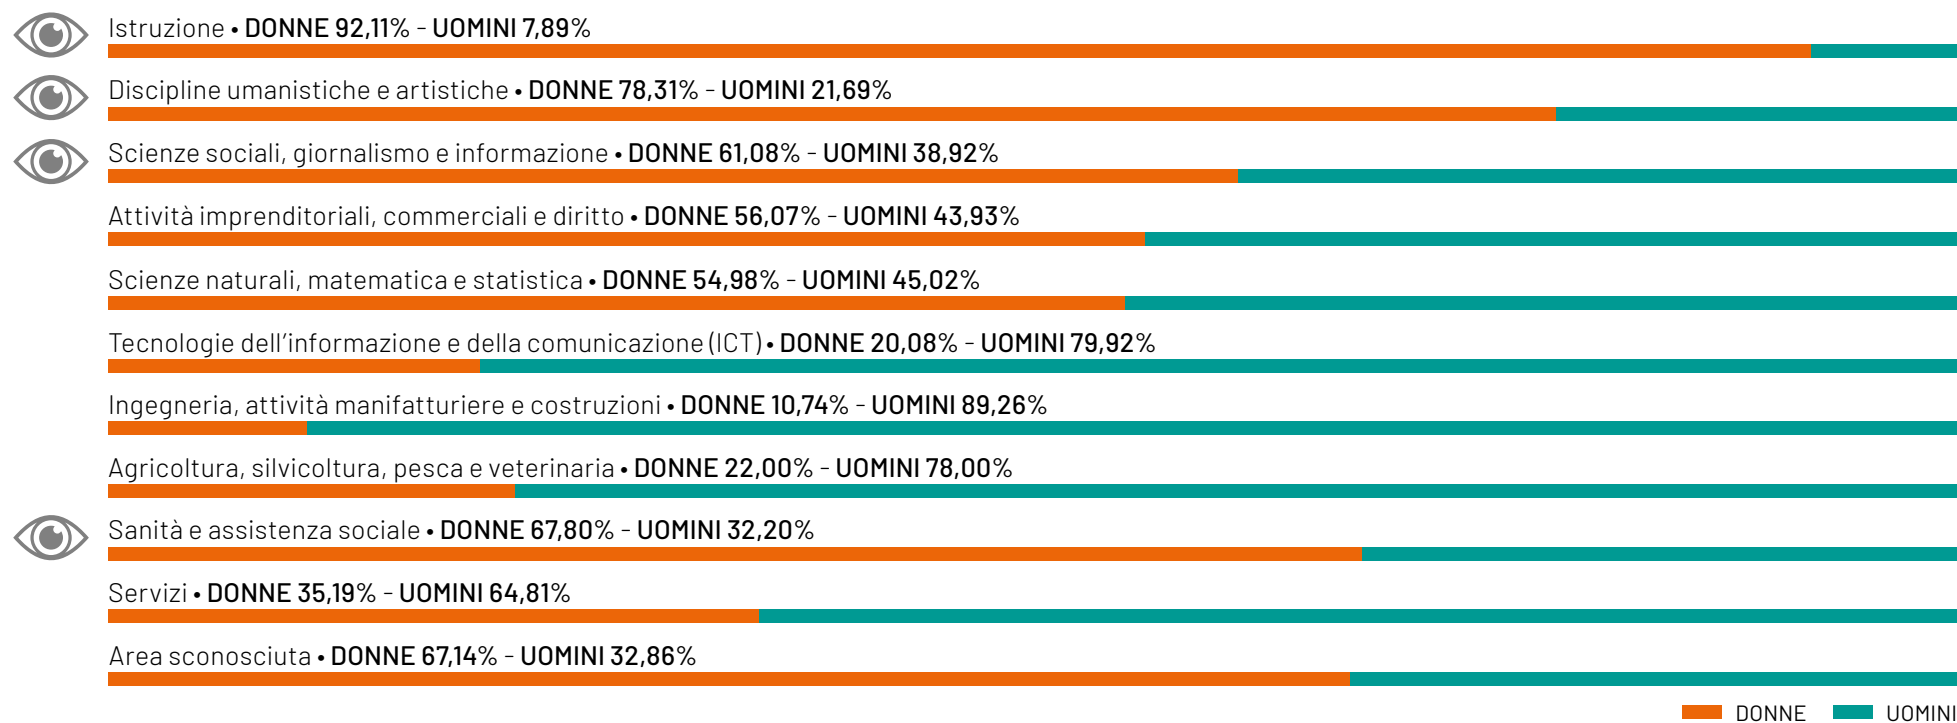 Istruzione • DONNE 92,11% - UOMINI 7,89%
Discipline umanistiche e artistiche • DONNE 78,31% - UOMINI 21,69%
Scienze sociali, giornalismo e informazione • DONNE 61,08% - UOMINI 38,92%
Attività imprenditoriali, commerciali e diritto • DONNE 56,07% - UOMINI 43,93%
Scienze naturali, matematica e statistica • DONNE 54,98% - UOMINI 45,02%
Tecnologie dell'informazione e della comunicazione (ICT) • DONNE 20,08% - UOMINI 79,92%
Ingegneria, attività manifatturiere e costruzioni • DONNE 10,74% - UOMINI 89,26%
Agricoltura, silvicoltura, pesca e veterinaria • DONNE 22,00% - UOMINI 78,00%
Sanità e assistenza sociale • DONNE 67,80% - UOMINI 32,20%
Servizi • DONNE 35,19% - UOMINI 64,81%
Area sconosciuta • DONNE 67,14% - UOMINI 32,86%
DONNE UOMINI